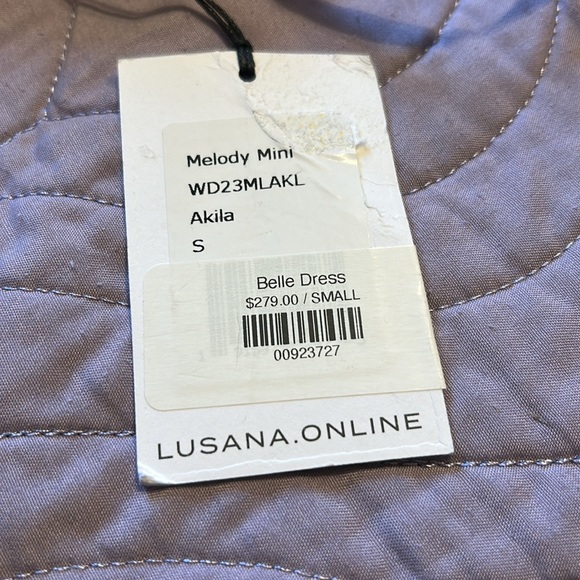 Melody Mini
WD23MLAKL
Akila
S
Belle Dress
$279.00 / SMALL
00923727
LUSANA.ONLINE